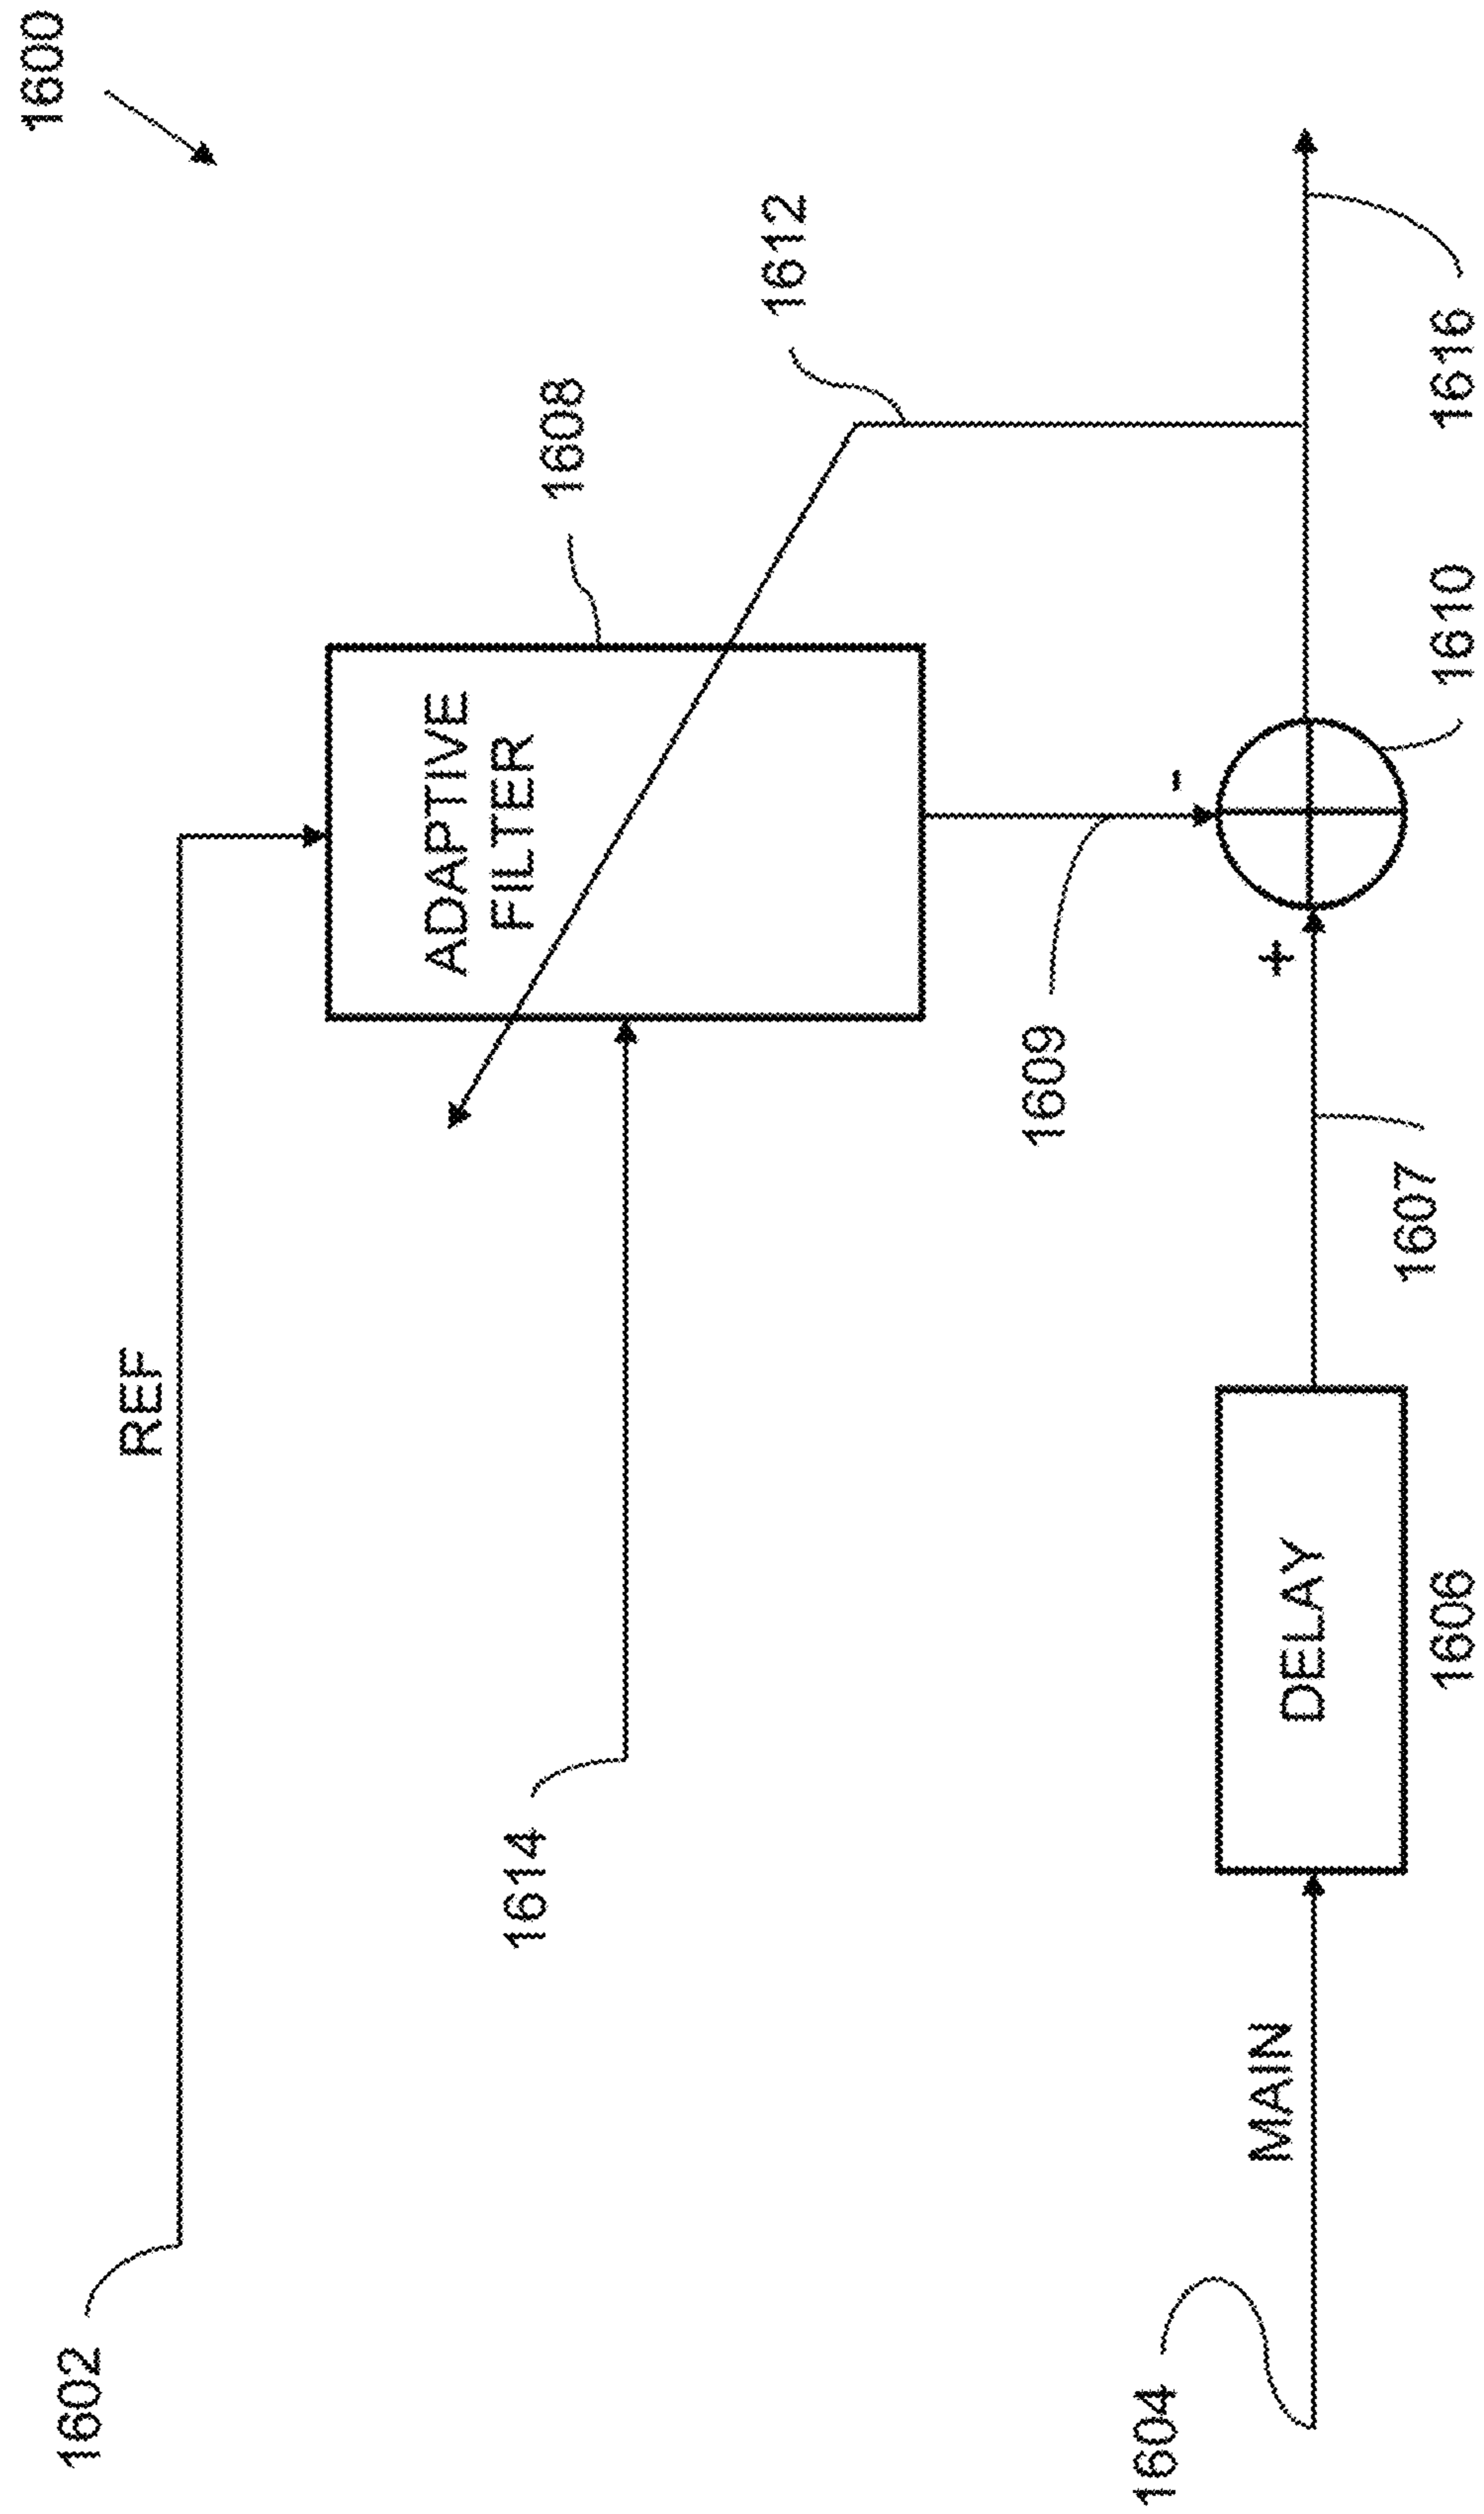 1600
1602
REF
ADAPTIVE
FILTER
1608
1612
1614
1609
-
+
1604
MAIN
DELAY
1606
1607
1610
1616